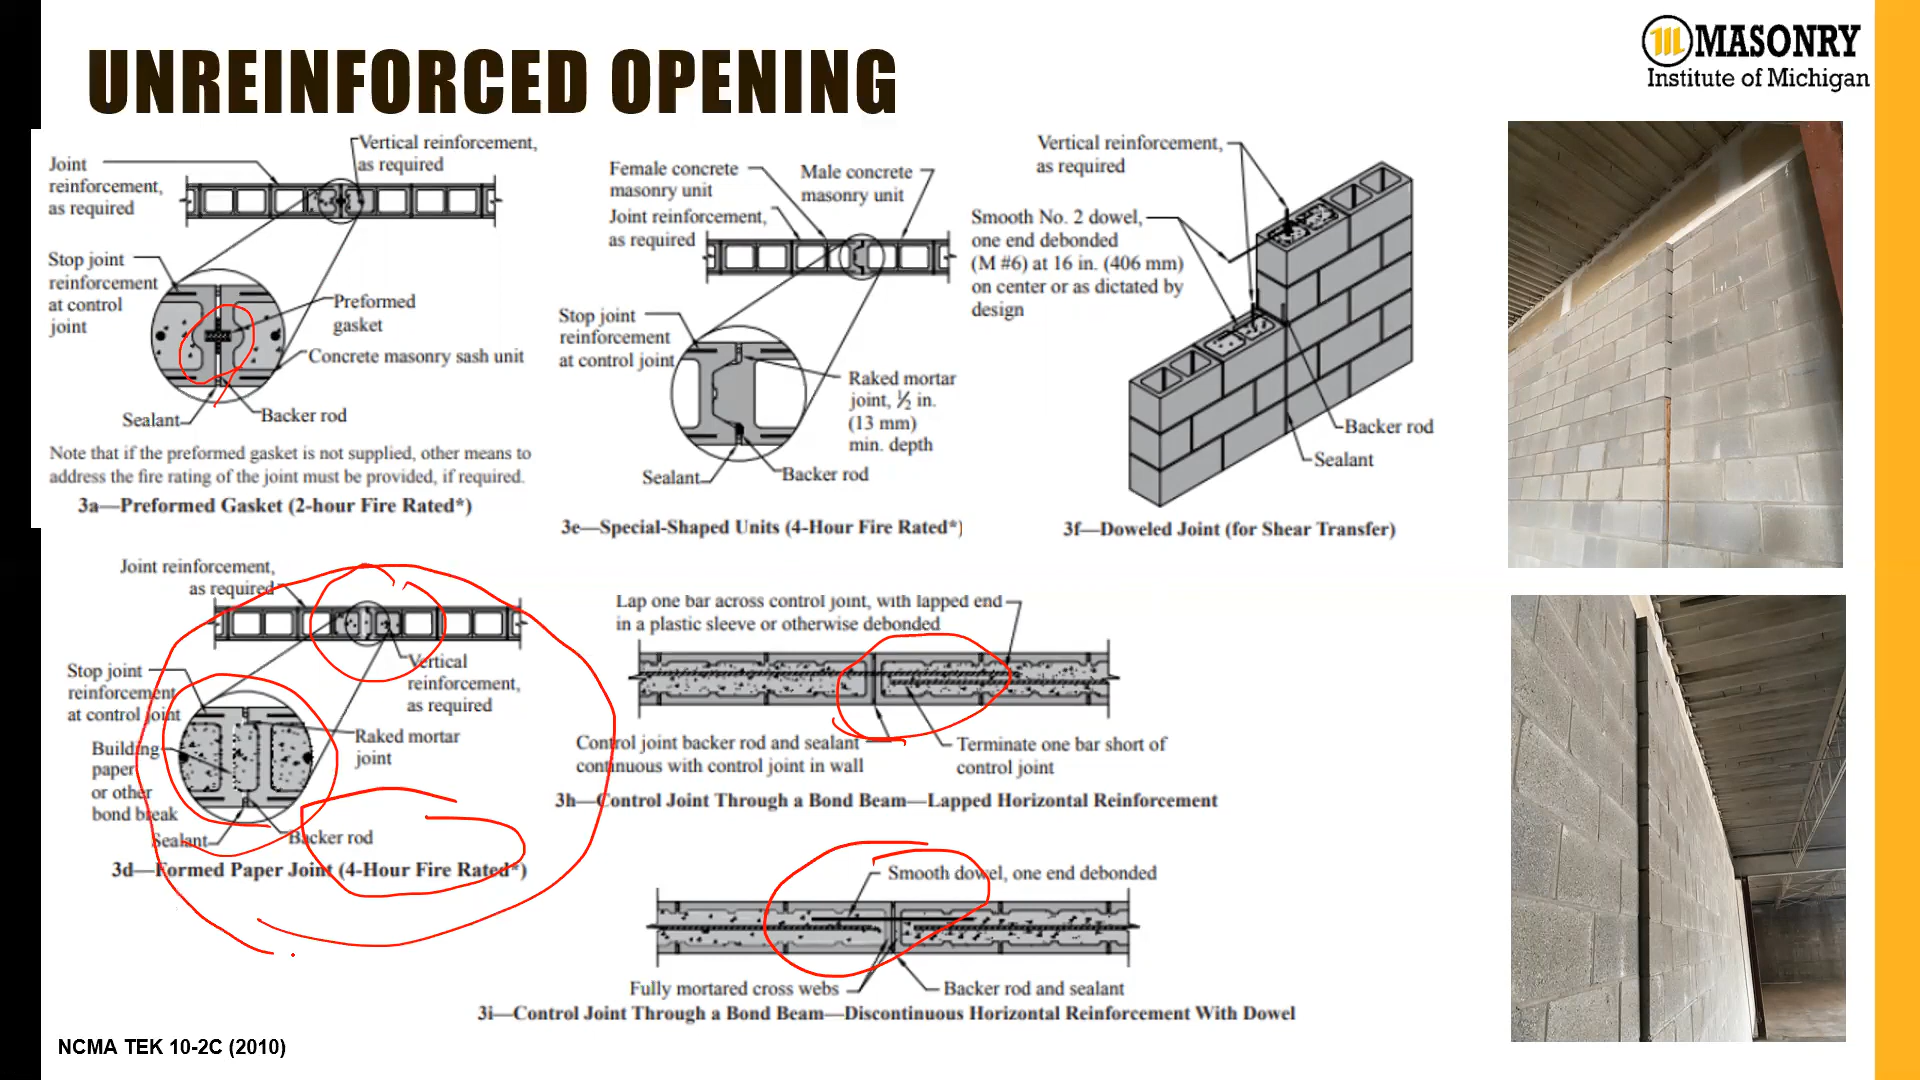 UNREINFORCED OPENING
m MASONRY
Institute of Michigan
Joint
reinforcement,
as required
Vertical reinforcement,
as required
Stop joint
reinforcement
at control
joint
Preformed
gasket
Concrete masonry sash unit
Sealant
Backer rod
Note that if the preformed gasket is not supplied, other means to
address the fire rating of the joint must be provided, if required.
3a—Preformed Gasket (2-hour Fire Rated*)
Female concrete
masonry unit
Male concrete
masonry unit
Joint reinforcement,
as required
Stop joint
reinforcement
at control joint
Raked mortar
joint, ½ in.
(13 mm)
min. depth
Sealant
Backer rod
3e—Special-Shaped Units (4-Hour Fire Rated*)
Vertical reinforcement,
as required
Smooth No. 2 dowel,
one end debonded
(M #6) at 16 in. (406 mm)
on center or as dictated by
design
Backer rod
Sealant
3f—Doweled Joint (for Shear Transfer)
Joint reinforcement,
as required
Stop joint
reinforcement
at control joint
Vertical
reinforcement,
as required
Building
paper
or other
bond break
Raked mortar
joint
Sealant
Backer rod
3d—Formed Paper Joint (4-Hour Fire Rated*)
Lap one bar across control joint, with lapped end
in a plastic sleeve or otherwise debonded
Control joint backer rod and sealant
continuous with control joint in wall
Terminate one bar short of
control joint
3h—Control Joint Through a Bond Beam—Lapped Horizontal Reinforcement
Smooth dowel, one end debonded
Fully mortared cross webs
Backer rod and sealant
3i—Control Joint Through a Bond Beam—Discontinuous Horizontal Reinforcement With Dowel
NCMA TEK 10-2C (2010)